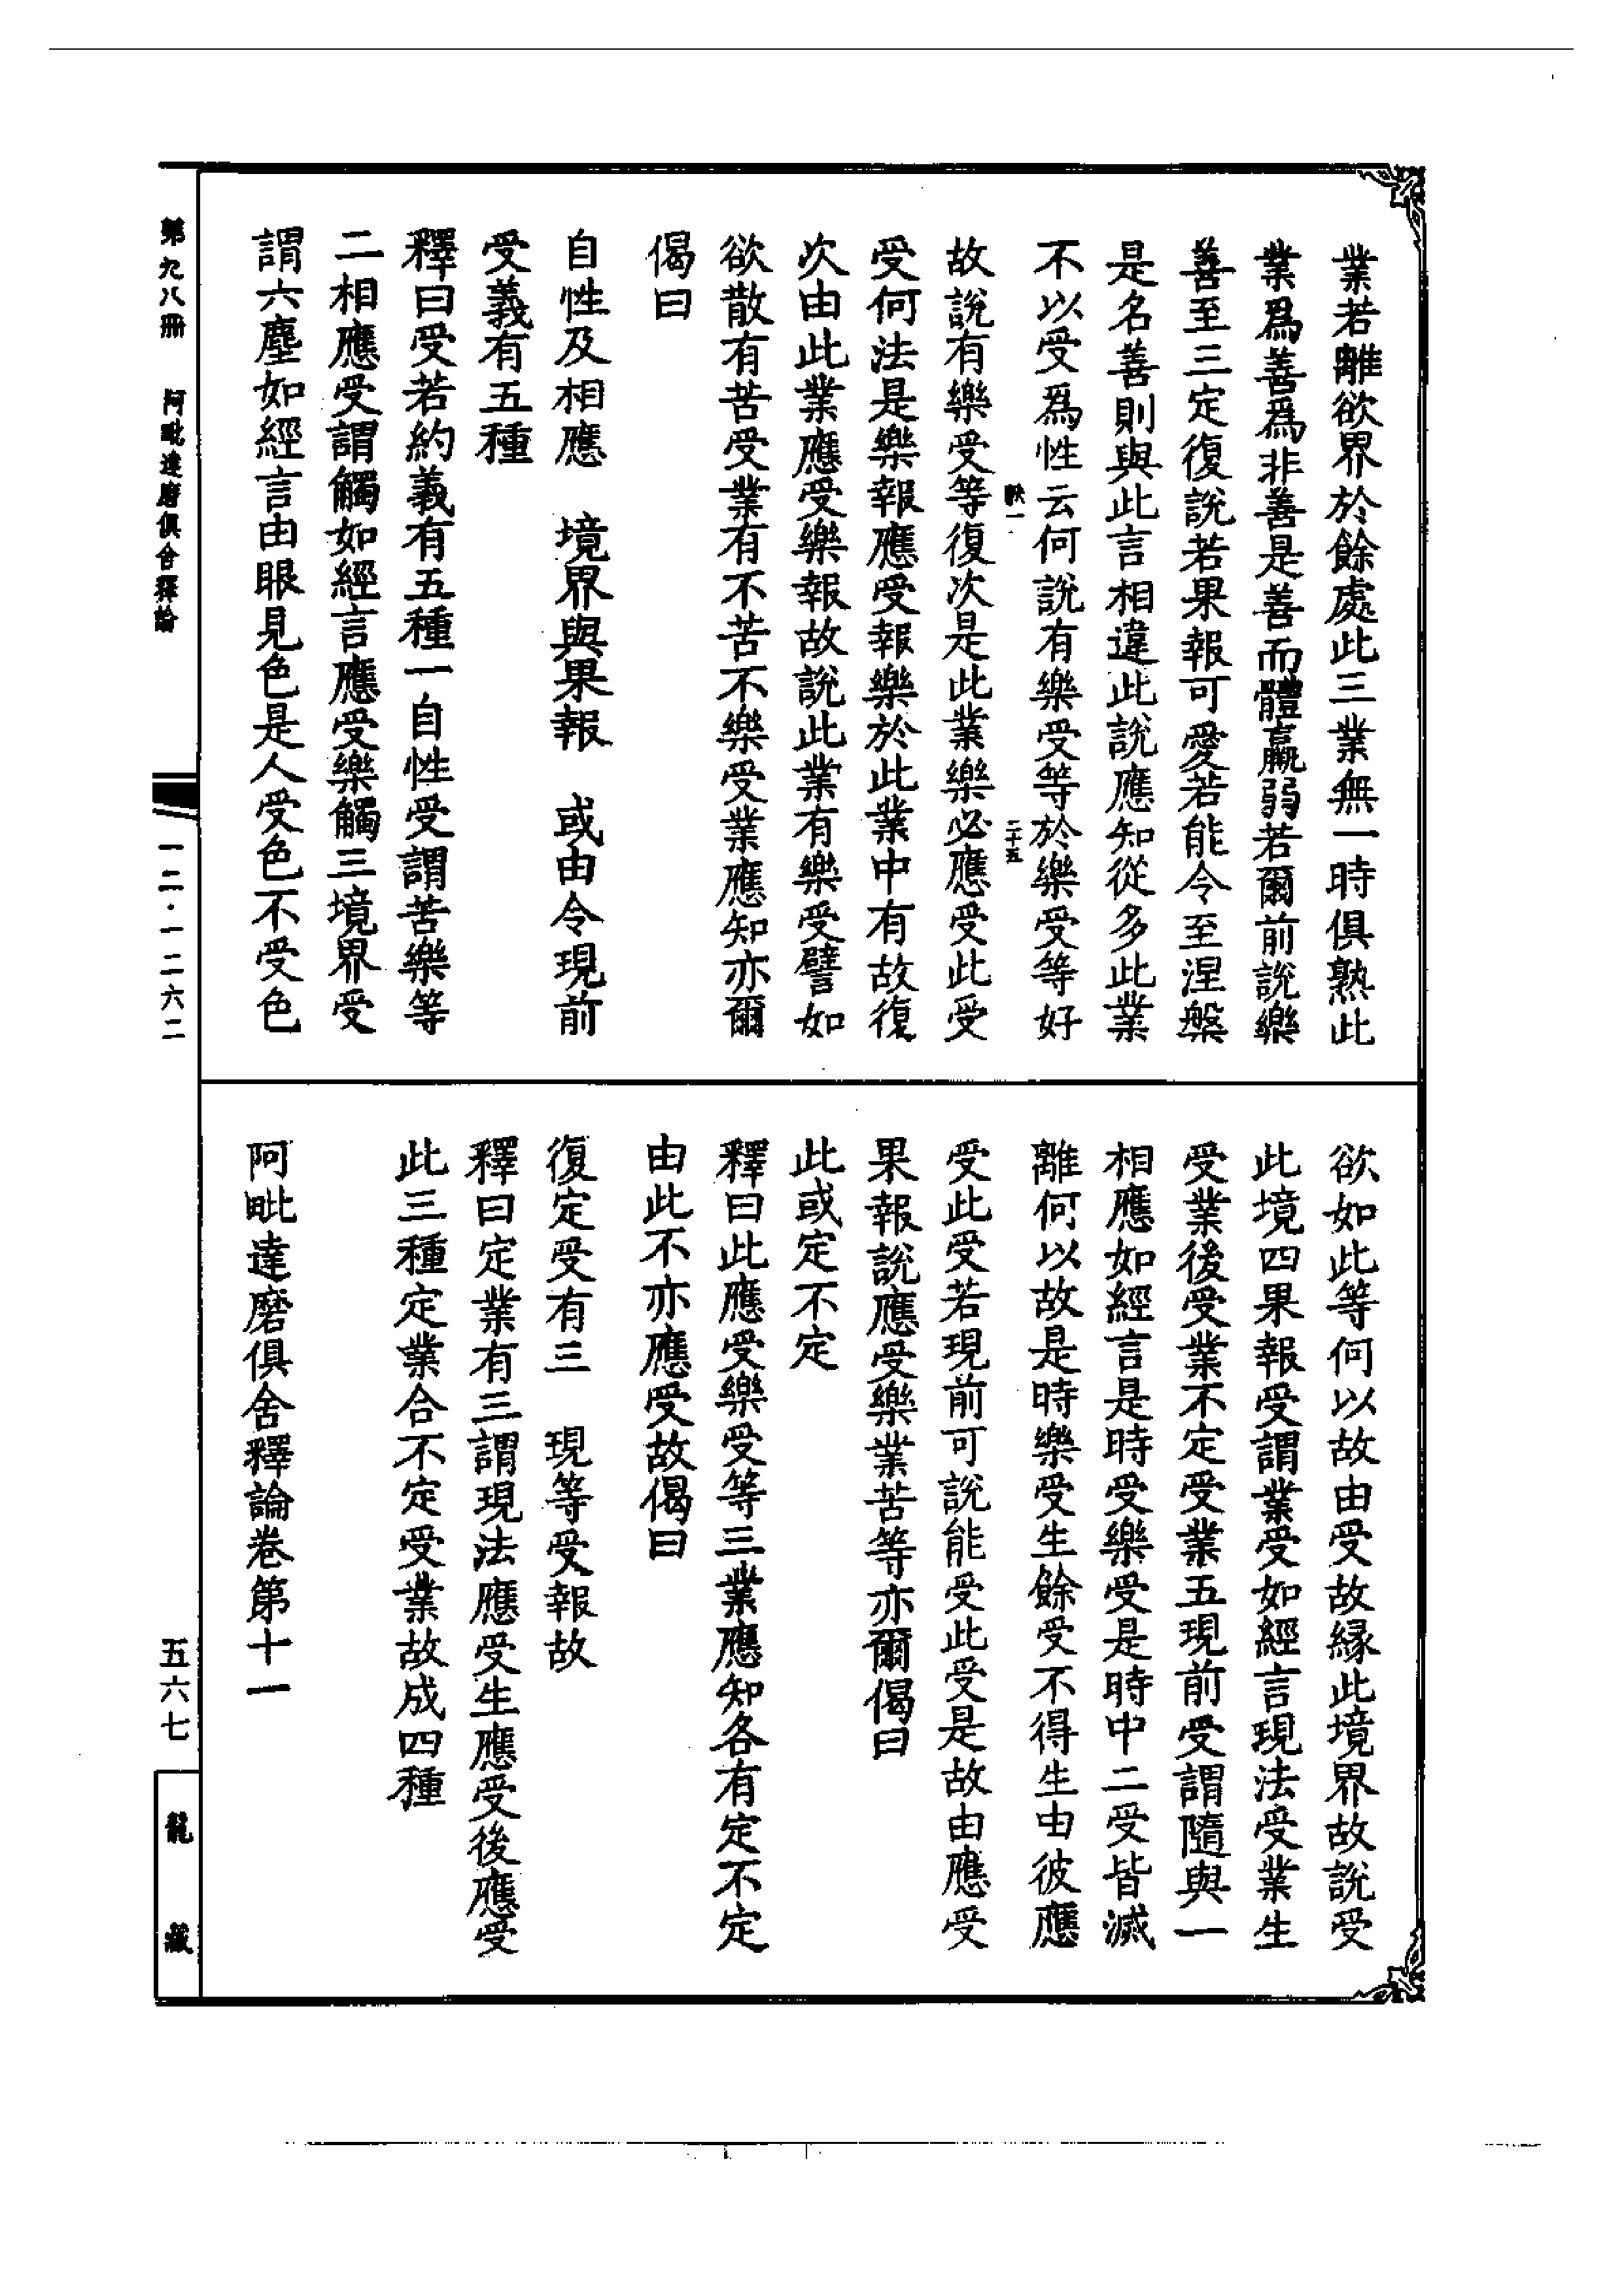 業若離欲界於餘處此三業無一時俱熟此
業爲善爲非善是善而體羸弱若爾前說樂
善至三定復說若果報可愛若能令至涅槃
是名善則與此言相違此說應知從多此業
不以受爲性云何說有樂受等於樂受等好
二十五
故說有樂受等復次是此業樂必應受此受
受何法是樂報應受報樂於此業中有故復
次由此業應受樂報故說此業有樂受譬如
欲散有苦受業有不苦不樂受業應知亦爾
偈曰
自性及相應　境界與果報　或由令現前
受義有五種
釋曰受若約義有五種一自性受謂苦樂等
二相應受謂觸如經言應受樂觸三境界受
謂六塵如經言由眼見色是人受色不受色
欲如此等何以故由受故緣此境界故說受
此境四果報受謂業受如經言現法受業生
受業後受業不定受業五現前受謂隨與一
相應如經言是時受樂受是時中二受皆滅
離何以故是時樂受生餘受不得生由彼應
受此受若現前可說能受此受是故由應受
果報說應受樂業苦等亦爾偈曰
此或定不定
釋曰此應受樂受等三業應知各有定不定
由此不亦應受故偈曰
復定受有三　現等受報故
釋曰定業有三謂現法應受生應受後應受
此三種定業合不定受業故成四種
阿毗達磨俱舍釋論卷第十一
第九八冊　阿毗達磨俱舍釋論
一二·一二六二
五六七
龍藏